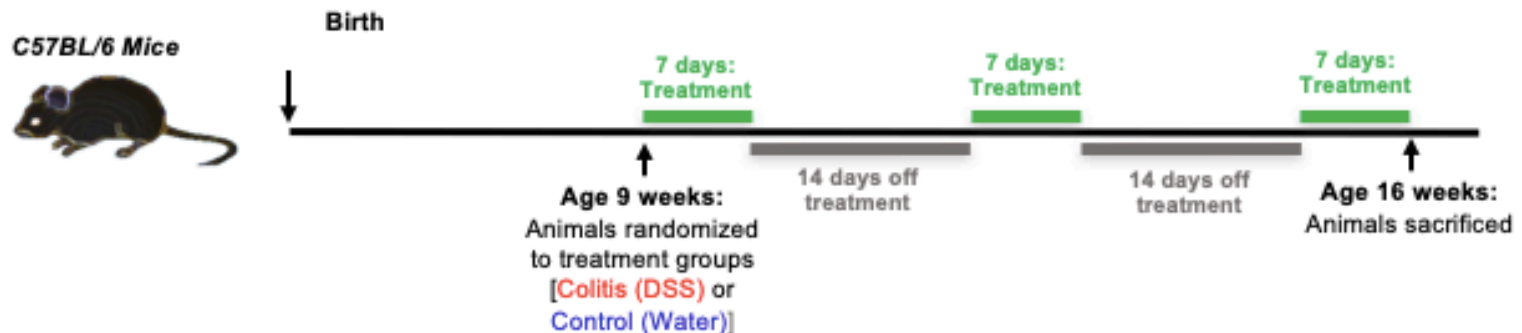 Birth
C57BL/6 Mice
7 days:
Treatment
7 days:
Treatment
7 days:
Treatment
14 days off
treatment
14 days off
treatment
Age 9 weeks:
Animals randomized
to treatment groups
[Colitis (DSS) or
Control (Water)]
Age 16 weeks:
Animals sacrificed